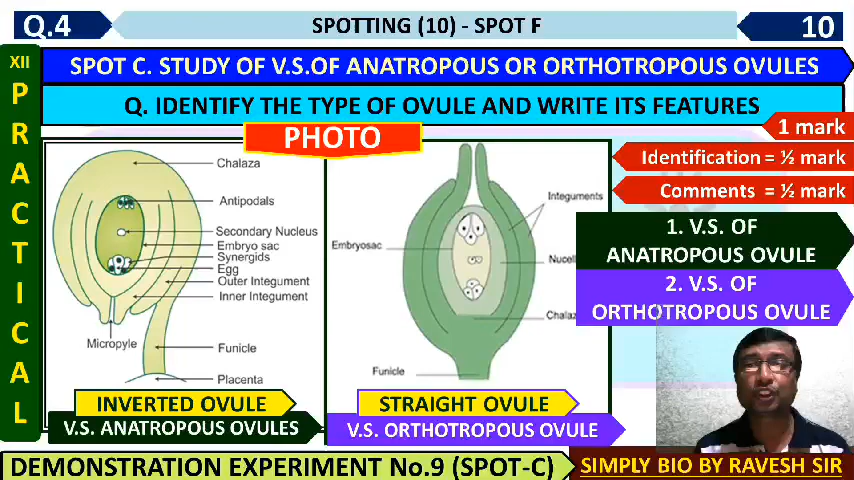 Q.4
SPOTTING (10) - SPOT F
10
XII
PRACTICAL
SPOT C. STUDY OF V.S.OF ANATROPOUS OR ORTHOTROPOUS OVULES
Q. IDENTIFY THE TYPE OF OVULE AND WRITE ITS FEATURES
PHOTO
1 mark
Identification = ½ mark
Comments = ½ mark
Chalaza
Antipodals
Secondary Nucleus
Embryo sac
Synergids
Egg
Outer Integument
Inner Integument
Micropyle
Funicle
Placenta
INVERTED OVULE
V.S. ANATROPOUS OVULES
Integuments
Embryosac
Nucell
Chalaz
Funicle
STRAIGHT OVULE
V.S. ORTHOTROPOUS OVULE
1. V.S. OF
ANATROPOUS OVULE
2. V.S. OF
ORTHOTROPOUS OVULE
DEMONSTRATION EXPERIMENT No.9 (SPOT-C)
SIMPLY BIO BY RAVESH SIR